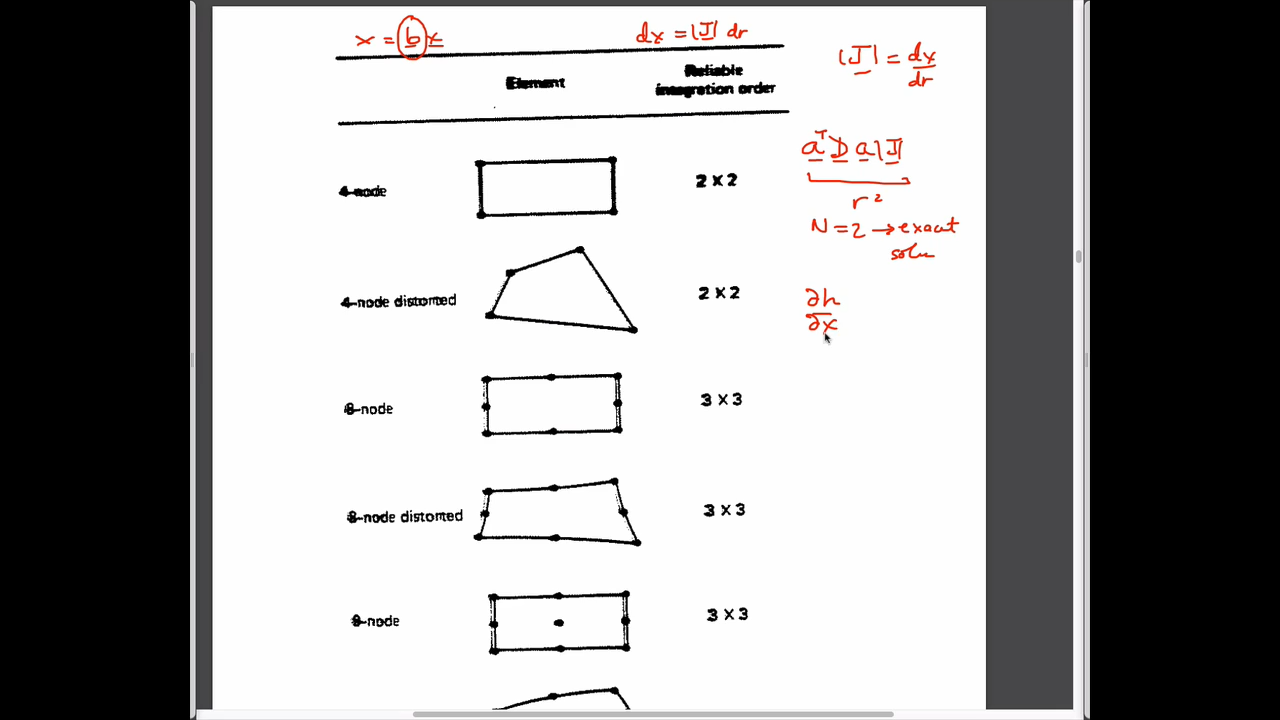 x = b x
dx = |J| dr
|J| = dx/dr
Element
Reliable
integration order
aᵀ D a |J|
r²
N = 2 → exact
soln
4-node
2 × 2
4-node distorted
2 × 2
∂h/∂x
8-node
3 × 3
8-node distorted
3 × 3
9-node
3 × 3